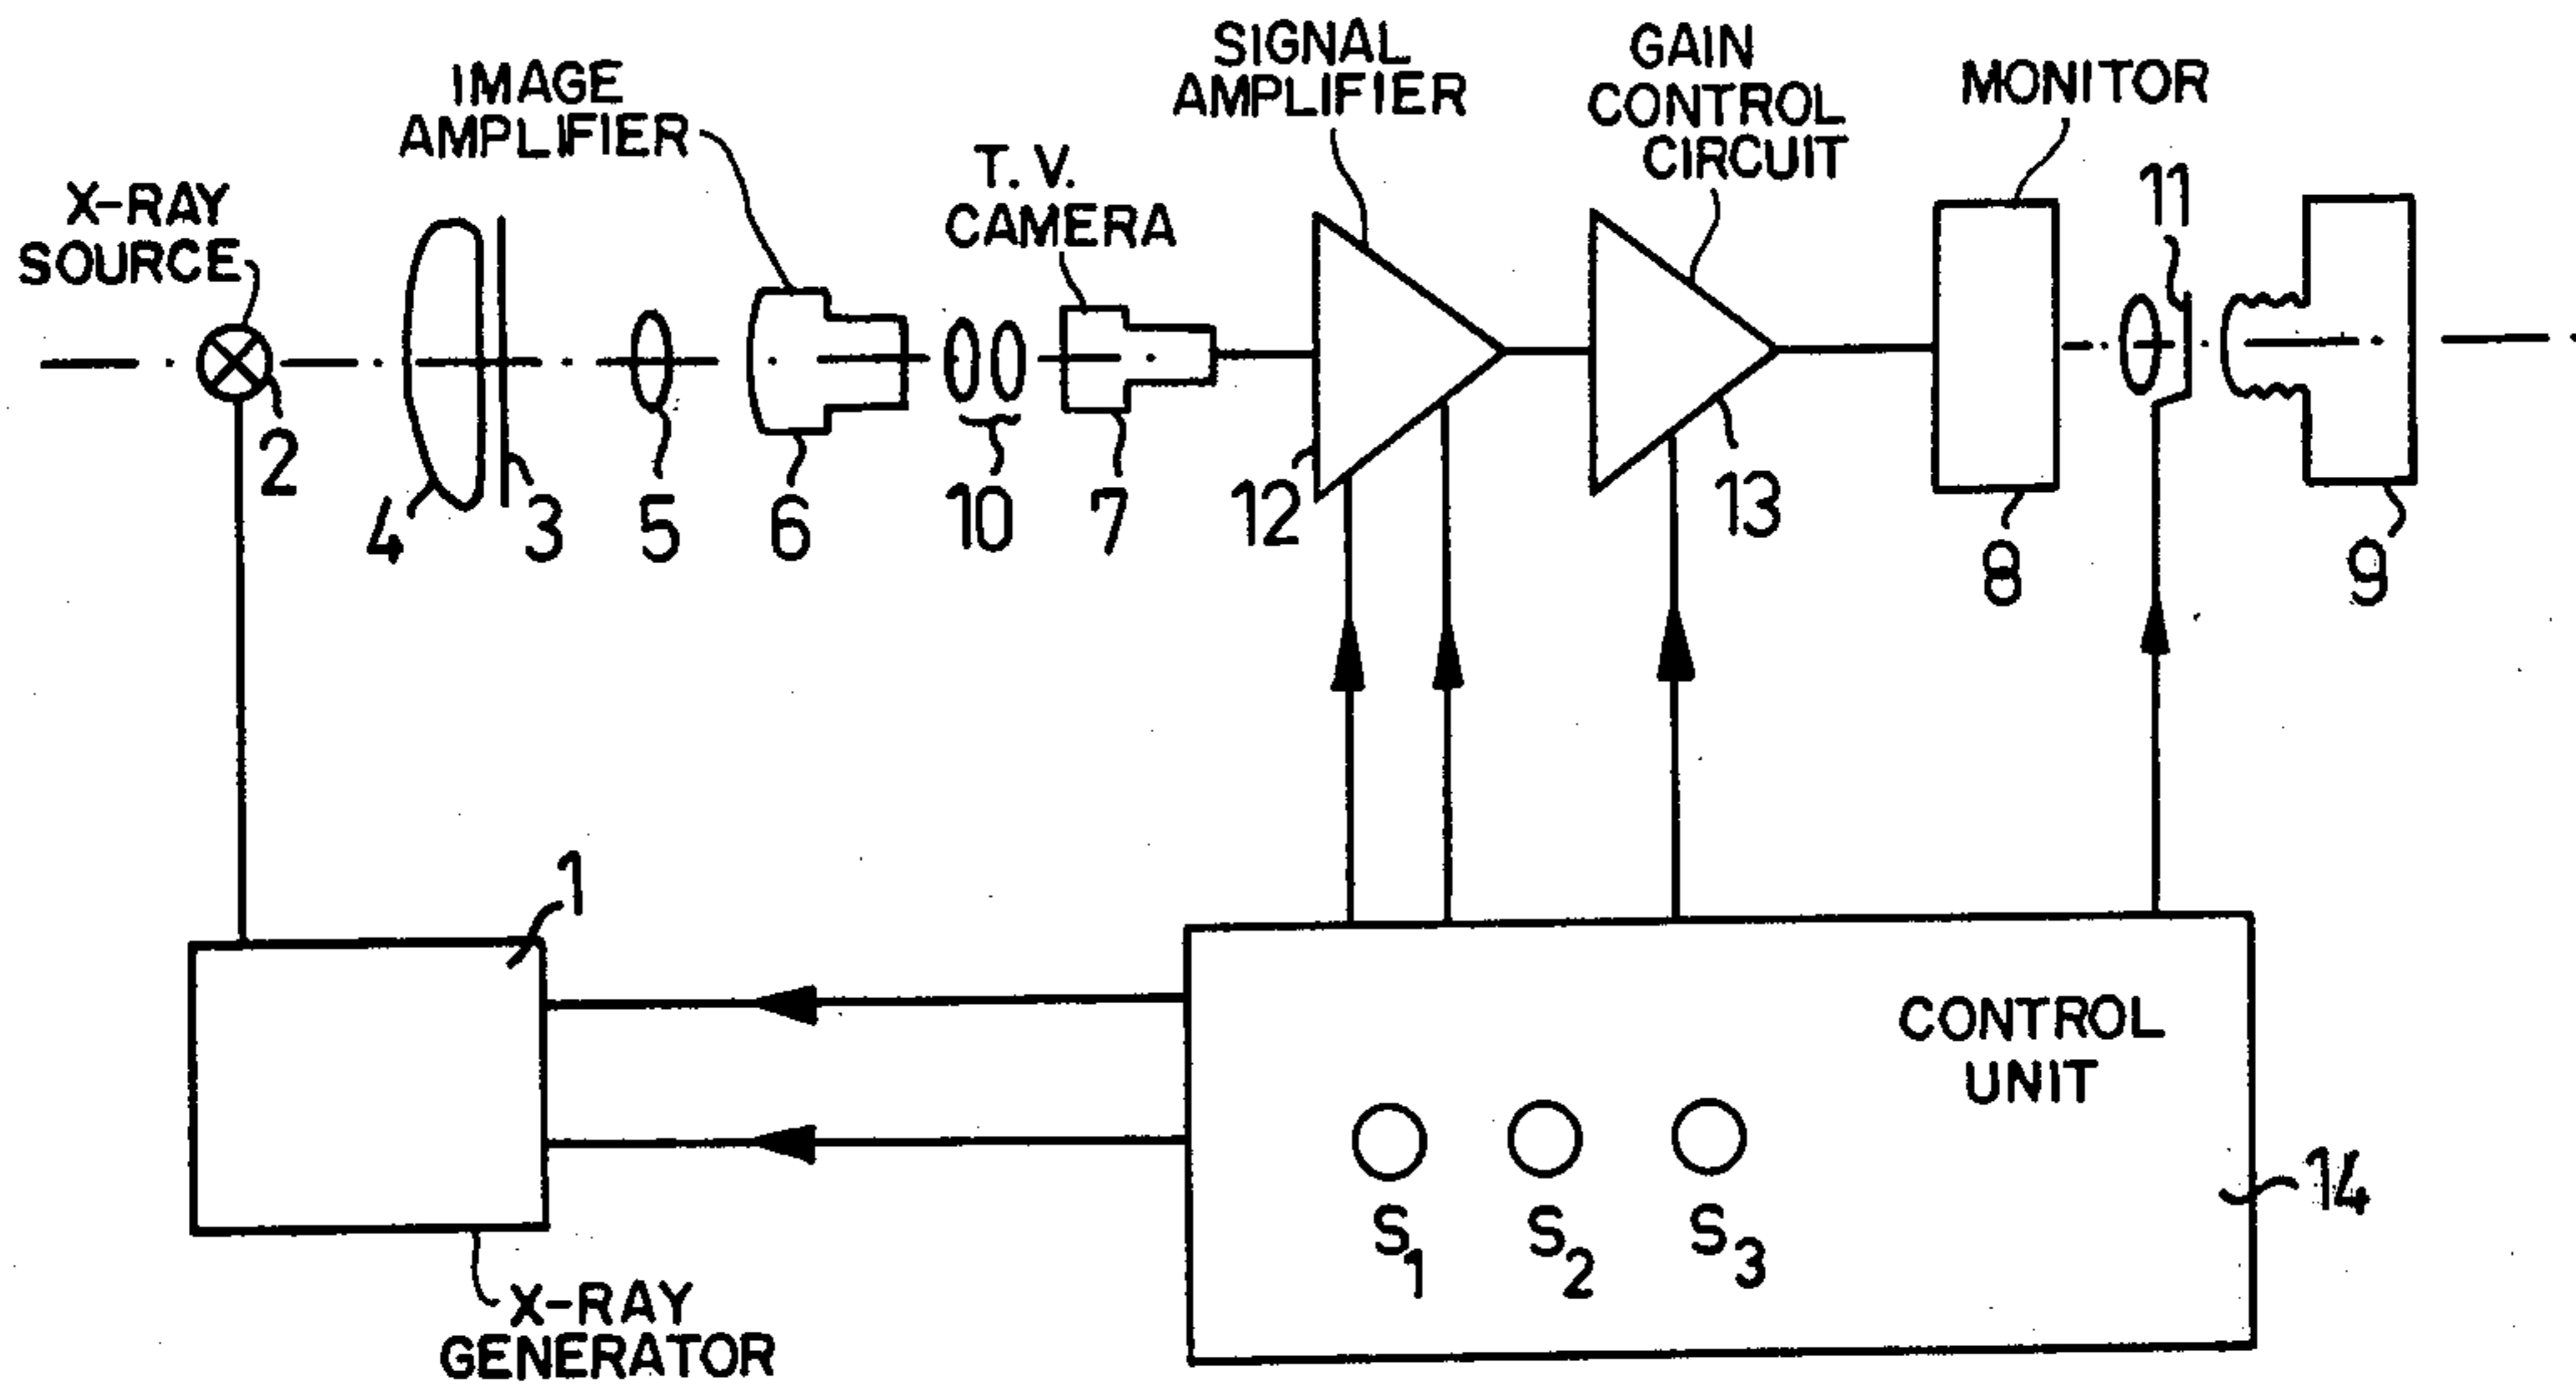 X-RAY
SOURCE
IMAGE
AMPLIFIER
T. V.
CAMERA
SIGNAL
AMPLIFIER
GAIN
CONTROL
CIRCUIT
MONITOR
11
2
4
3
5
6
10
7
12
13
8
9
1
X-RAY
GENERATOR
CONTROL
UNIT
S1
S2
S3
14